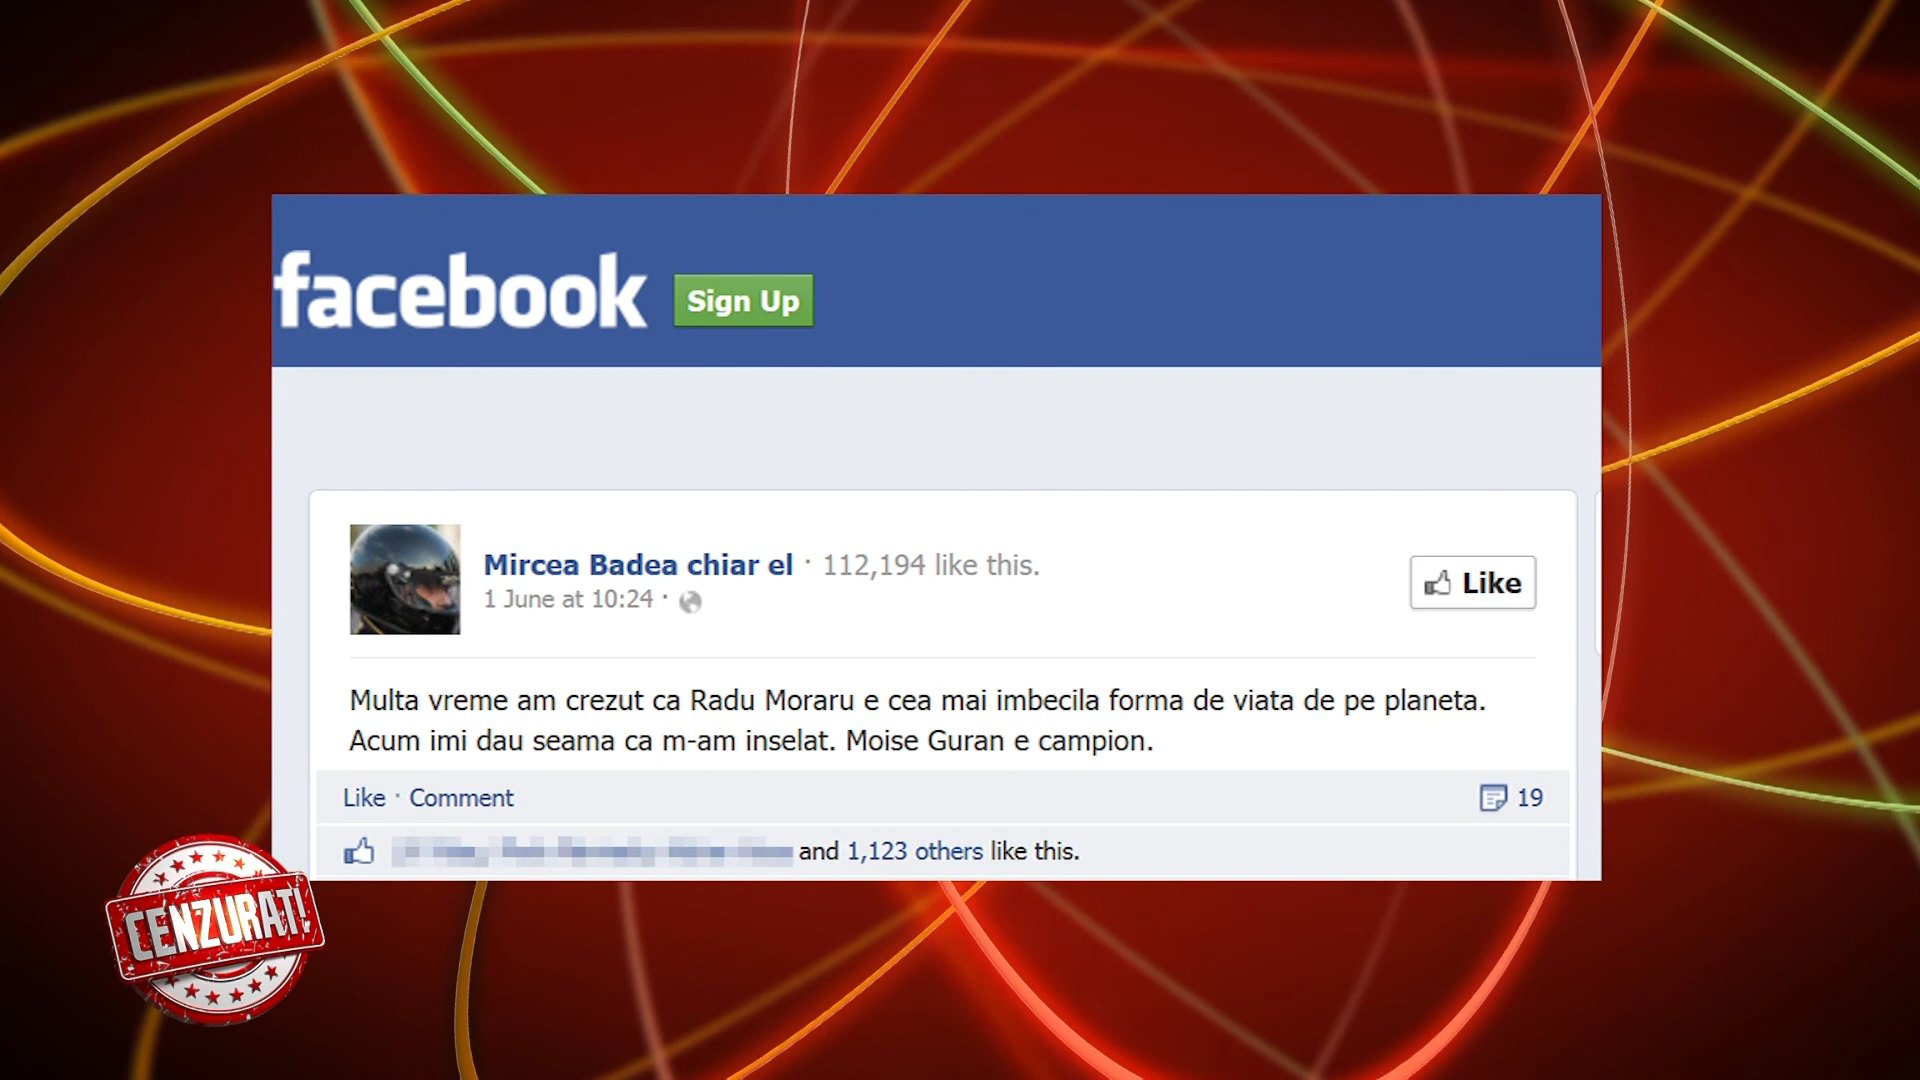 facebook Sign Up
Mircea Badea chiar el · 112,194 like this.
1 June at 10:24 ·
Like
Multa vreme am crezut ca Radu Moraru e cea mai imbecila forma de viata de pe planeta.
Acum imi dau seama ca m-am inselat. Moise Guran e campion.
Like · Comment 19
and 1,123 others like this.
CENZURAT!